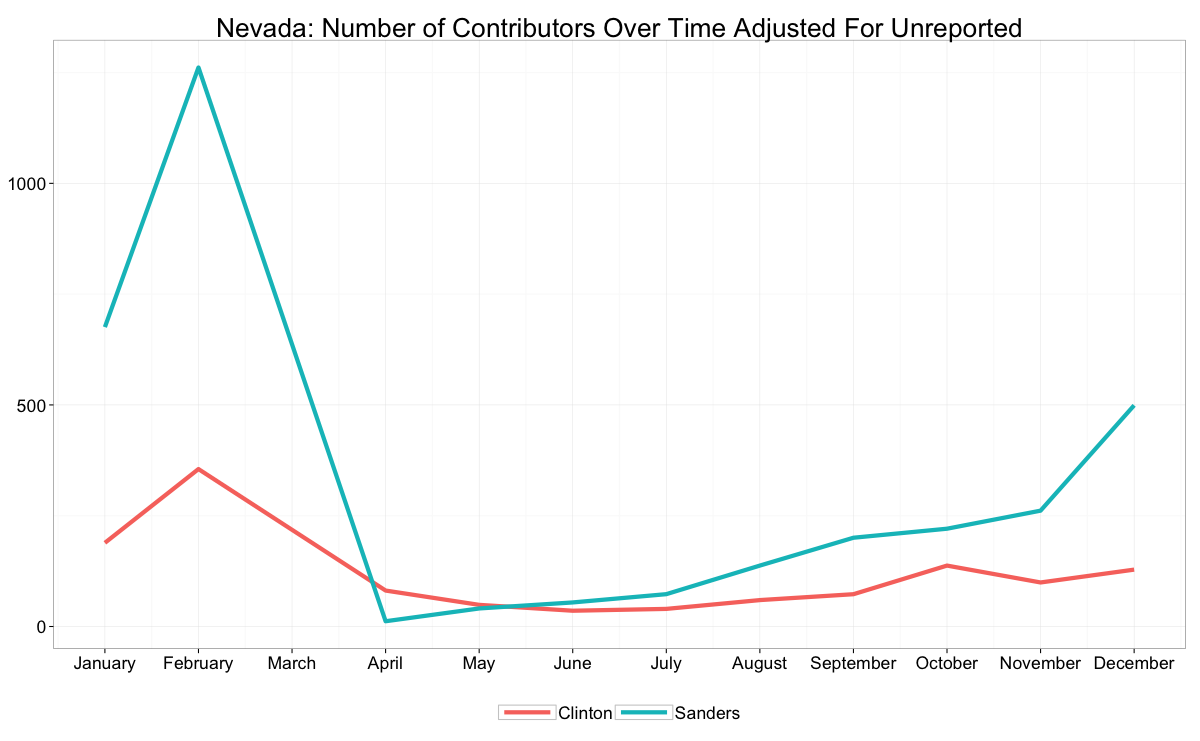 Nevada: Number of Contributors Over Time Adjusted For Unreported
1000
500
0
January February March April May June July August September October November December
Clinton Sanders